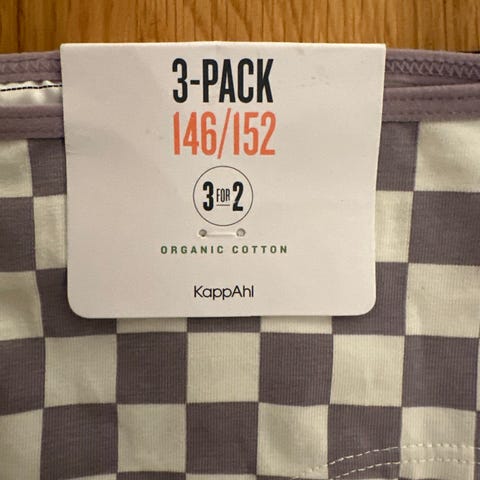 3-PACK
146/152
3 FOR 2
ORGANIC COTTON
KappAhl